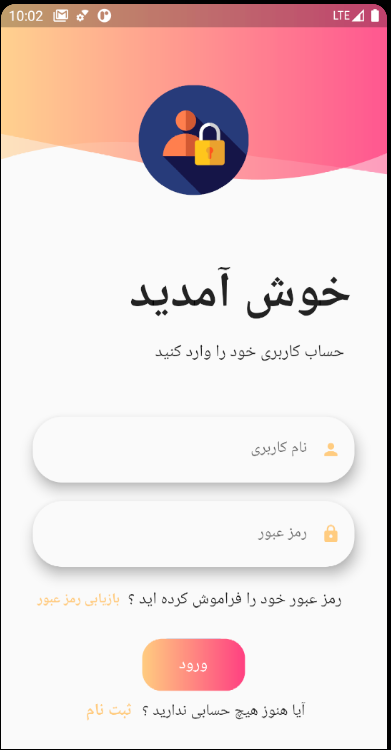 10:02 LTE
خوش آمدید
حساب کاربری خود را وارد کنید
نام کاربری
رمز عبور
رمز عبور خود را فراموش کرده اید ؟ بازیابی رمز عبور
ورود
آیا هنوز هیچ حسابی ندارید ؟ ثبت نام